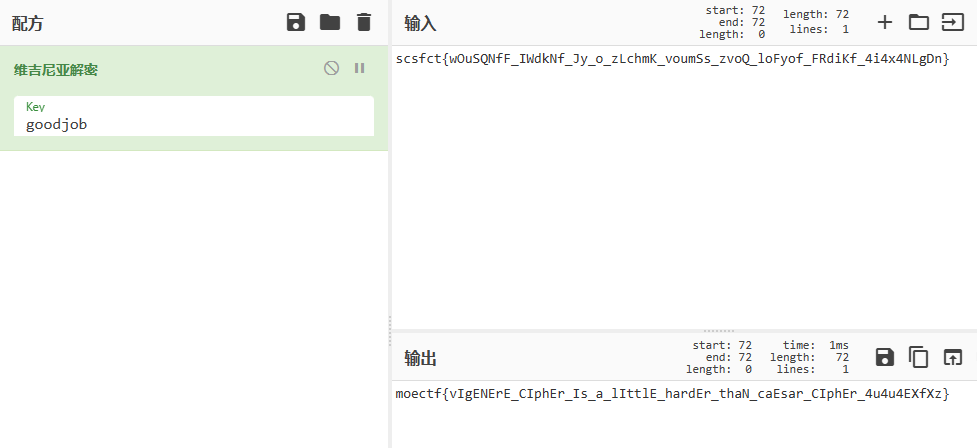 配方
维吉尼亚解密
Key
goodjob
输入
start: 72
end: 72
length: 0
length: 72
lines: 1
scsfct{wOuSQNfF_IWdkNf_Jy_o_zLchmK_voumSs_zvoQ_loFyof_FRdiKf_4i4x4NLgDn}
输出
start: 72
end: 72
length: 0
time: 1ms
length: 72
lines: 1
moectf{vIgENErE_CIphEr_Is_a_lIttlE_hardEr_thaN_caEsar_CIphEr_4u4u4EXfXz}